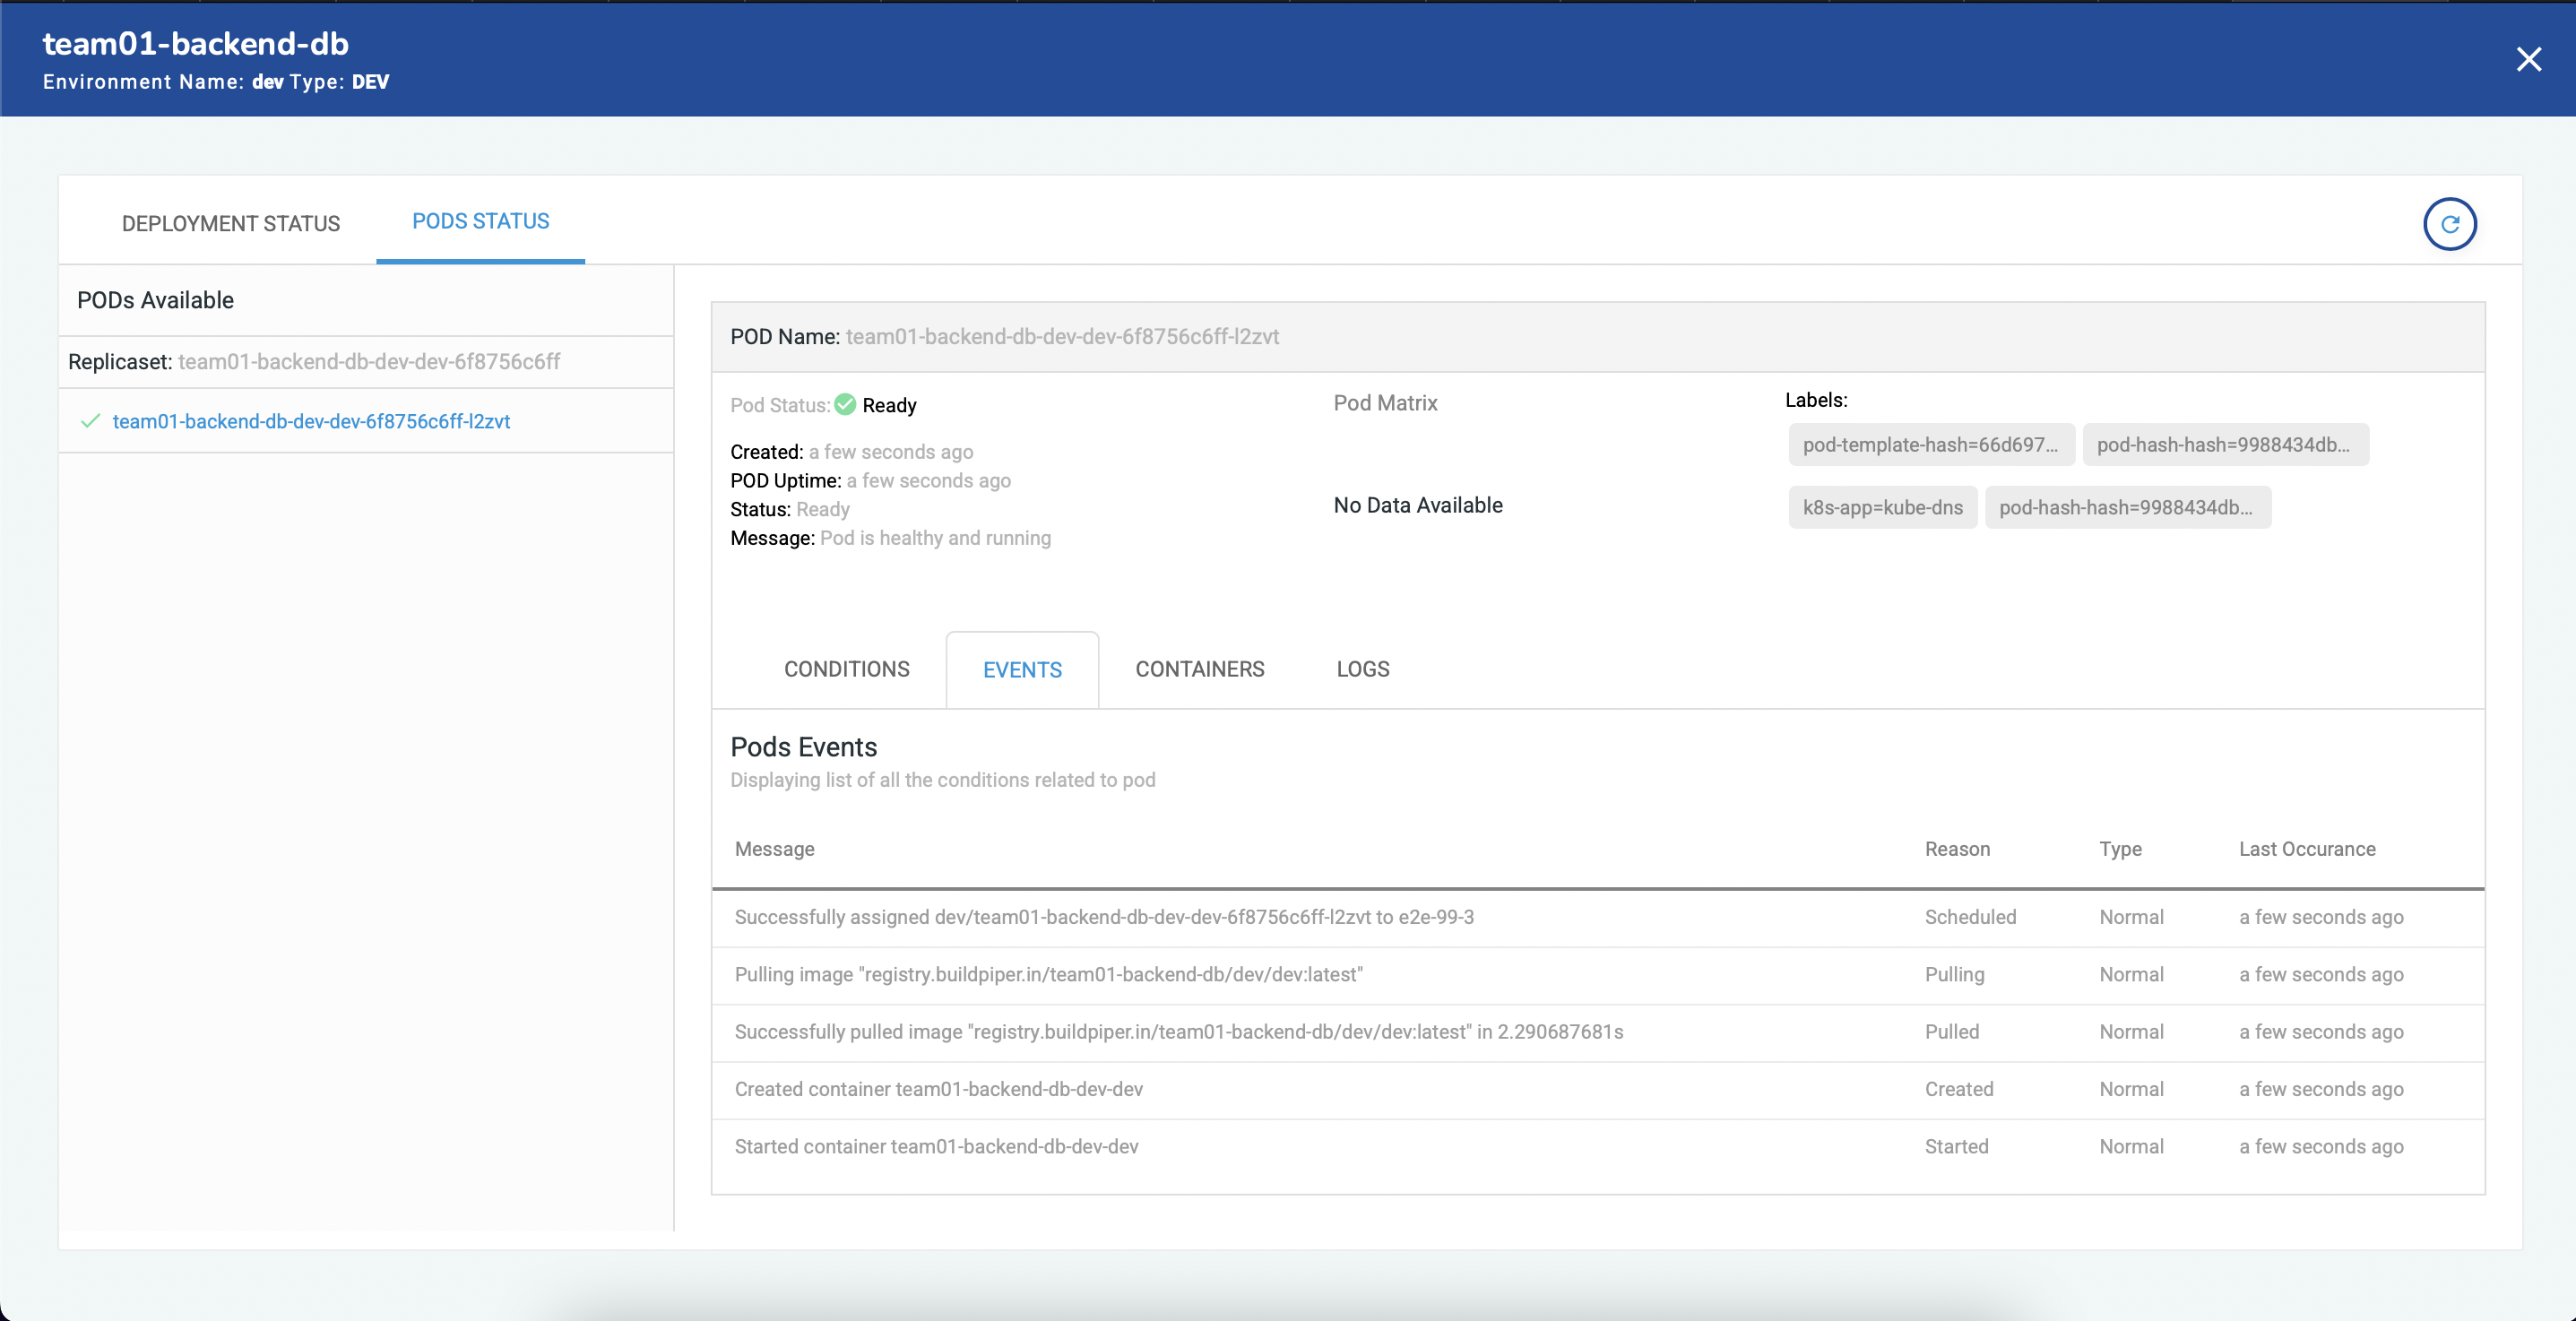 team01-backend-db
Environment Name: dev Type: DEV
DEPLOYMENT STATUS
PODS STATUS
PODs Available
Replicaset: team01-backend-db-dev-dev-6f8756c6ff
team01-backend-db-dev-dev-6f8756c6ff-l2zvt
POD Name: team01-backend-db-dev-dev-6f8756c6ff-l2zvt
Pod Status: Ready
Created: a few seconds ago
POD Uptime: a few seconds ago
Status: Ready
Message: Pod is healthy and running
Pod Matrix
No Data Available
Labels:
pod-template-hash=66d697... pod-hash-hash=9988434db...
k8s-app=kube-dns pod-hash-hash=9988434db...
CONDITIONS EVENTS CONTAINERS LOGS
Pods Events
Displaying list of all the conditions related to pod
Message Reason Type Last Occurance
Successfully assigned dev/team01-backend-db-dev-dev-6f8756c6ff-l2zvt to e2e-99-3 Scheduled Normal a few seconds ago
Pulling image "registry.buildpiper.in/team01-backend-db/dev/dev:latest" Pulling Normal a few seconds ago
Successfully pulled image "registry.buildpiper.in/team01-backend-db/dev/dev:latest" in 2.290687681s Pulled Normal a few seconds ago
Created container team01-backend-db-dev-dev Created Normal a few seconds ago
Started container team01-backend-db-dev-dev Started Normal a few seconds ago